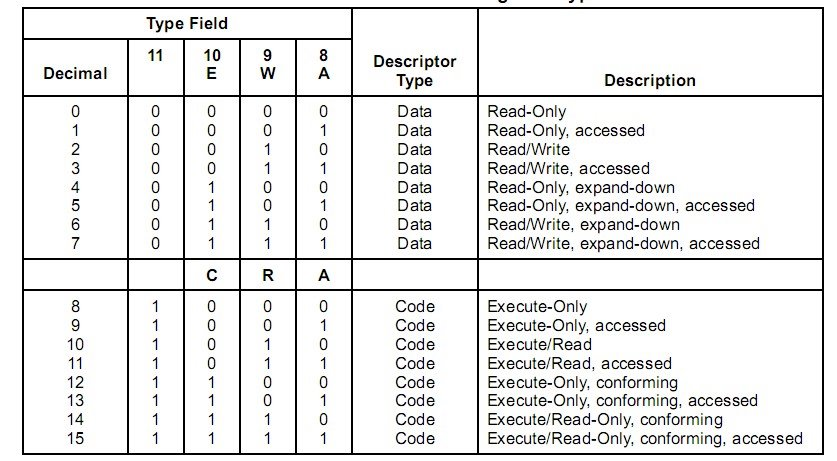 Type Field
Decimal 11 10 E 9 W 8 A Descriptor Type Description
0 0 0 0 0 Data Read-Only
1 0 0 0 1 Data Read-Only, accessed
2 0 0 1 0 Data Read/Write
3 0 0 1 1 Data Read/Write, accessed
4 0 1 0 0 Data Read-Only, expand-down
5 0 1 0 1 Data Read-Only, expand-down, accessed
6 0 1 1 0 Data Read/Write, expand-down
7 0 1 1 1 Data Read/Write, expand-down, accessed
C R A
8 1 0 0 0 Code Execute-Only
9 1 0 0 1 Code Execute-Only, accessed
10 1 0 1 0 Code Execute/Read
11 1 0 1 1 Code Execute/Read, accessed
12 1 1 0 0 Code Execute-Only, conforming
13 1 1 0 1 Code Execute-Only, conforming, accessed
14 1 1 1 0 Code Execute/Read-Only, conforming
15 1 1 1 1 Code Execute/Read-Only, conforming, accessed